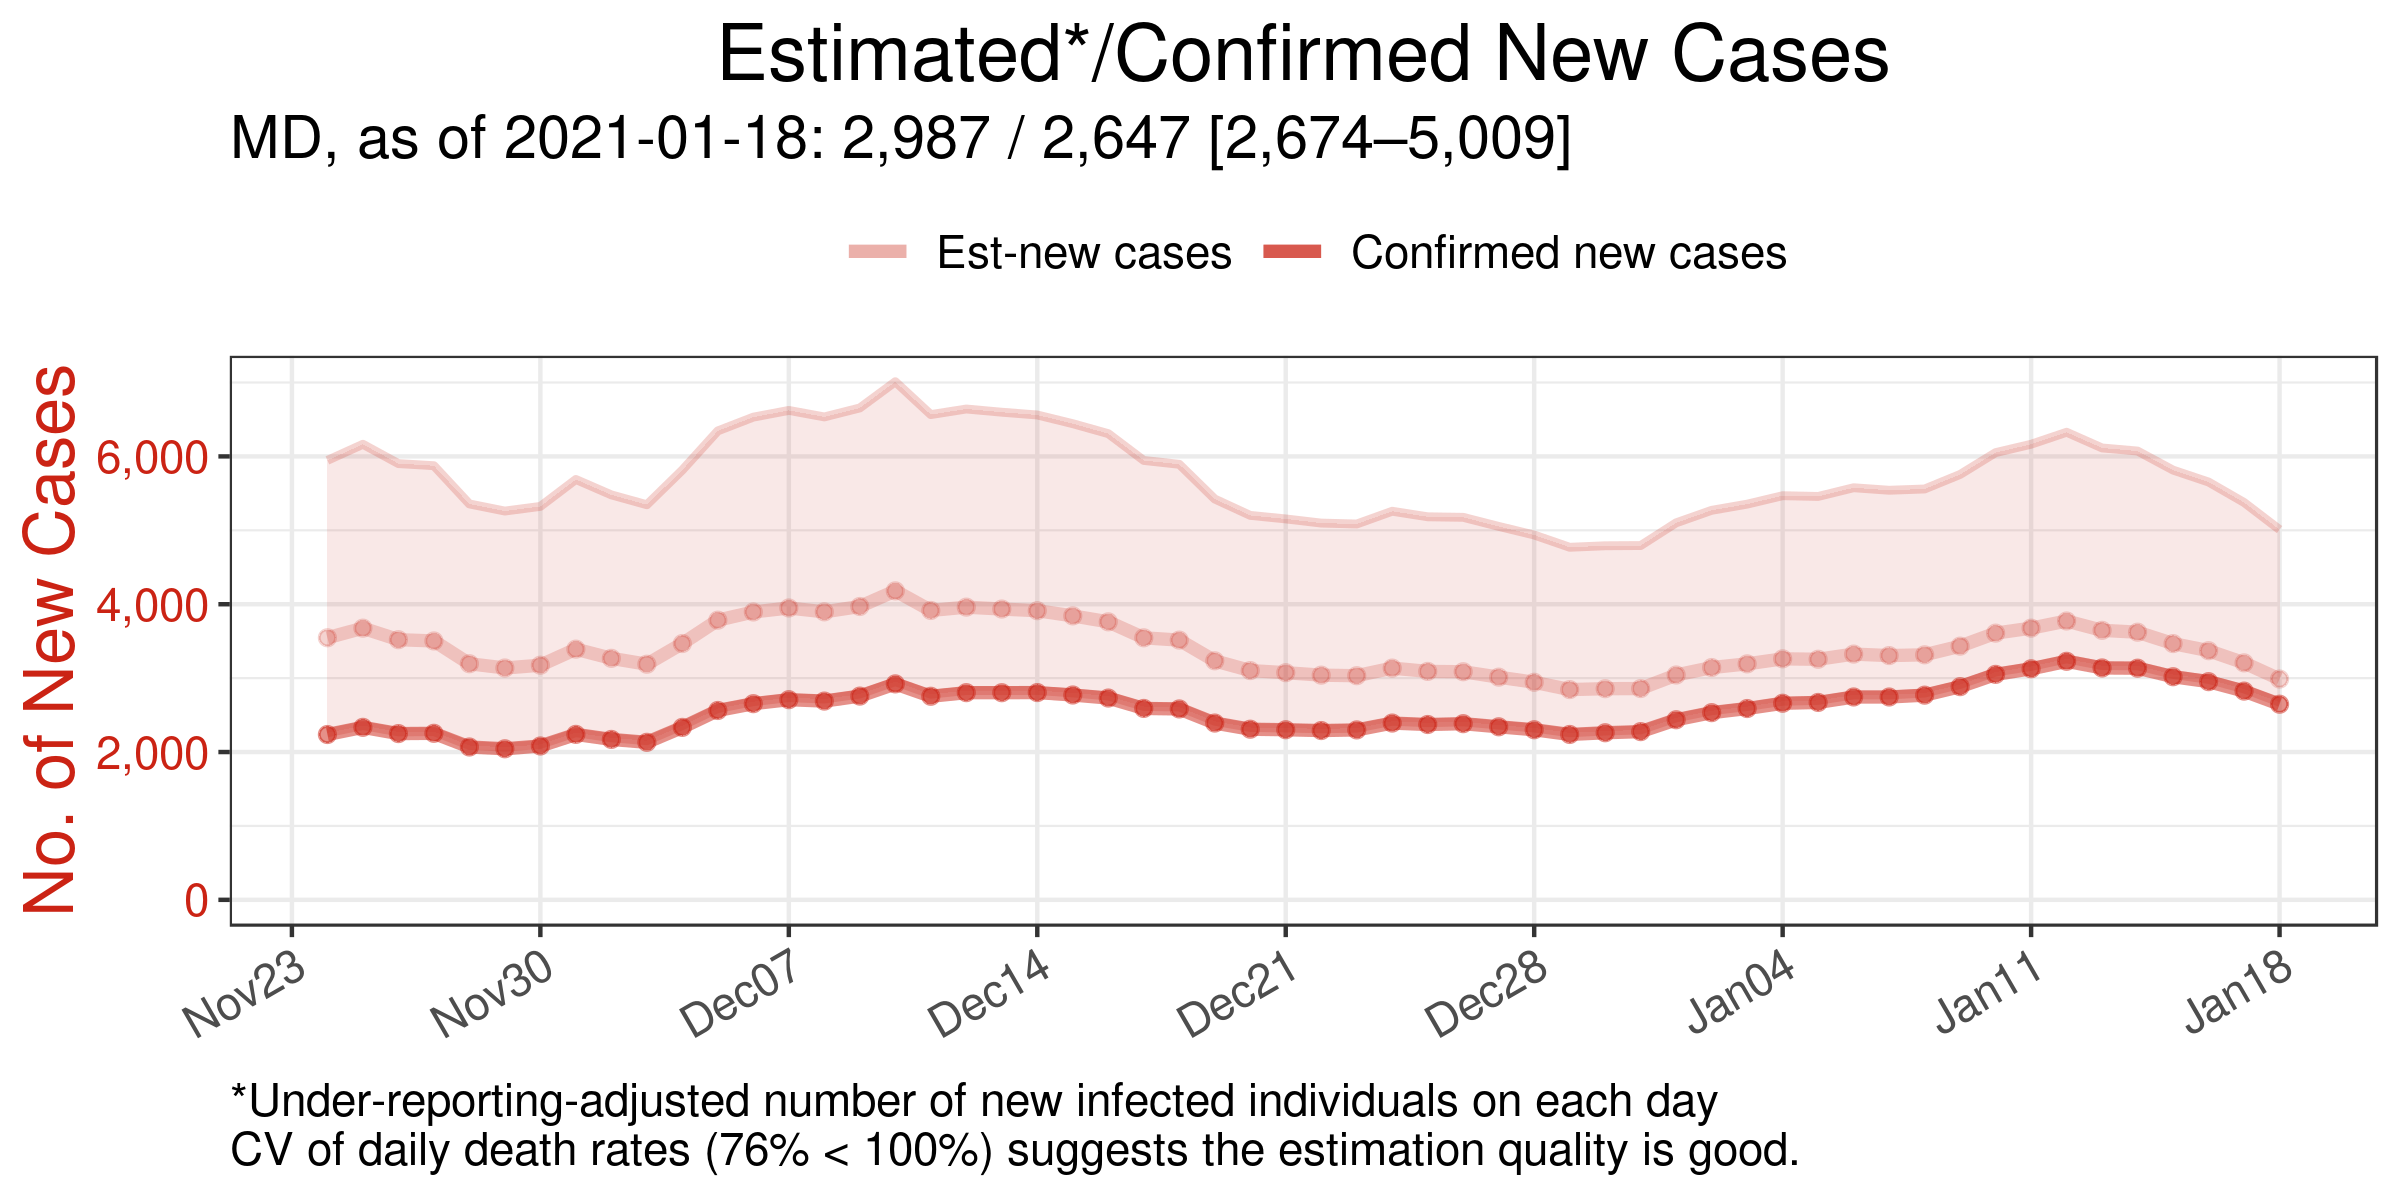 Estimated*/Confirmed New Cases
MD, as of 2021-01-18: 2,987 / 2,647 [2,674–5,009]
Est-new cases
Confirmed new cases
No. of New Cases
6,000
4,000
2,000
0
Nov23
Nov30
Dec07
Dec14
Dec21
Dec28
Jan04
Jan11
Jan18
*Under-reporting-adjusted number of new infected individuals on each day
CV of daily death rates (76% < 100%) suggests the estimation quality is good.